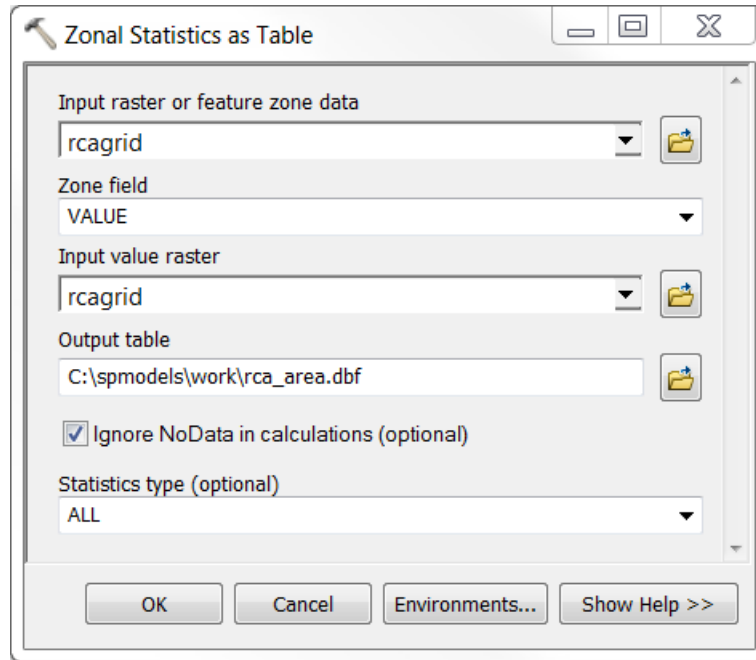 Zonal Statistics as Table
Input raster or feature zone data
rcagrid
Zone field
VALUE
Input value raster
rcagrid
Output table
C:\spmodels\work\rca_area.dbf
Ignore NoData in calculations (optional)
Statistics type (optional)
ALL
OK Cancel Environments... Show Help >>